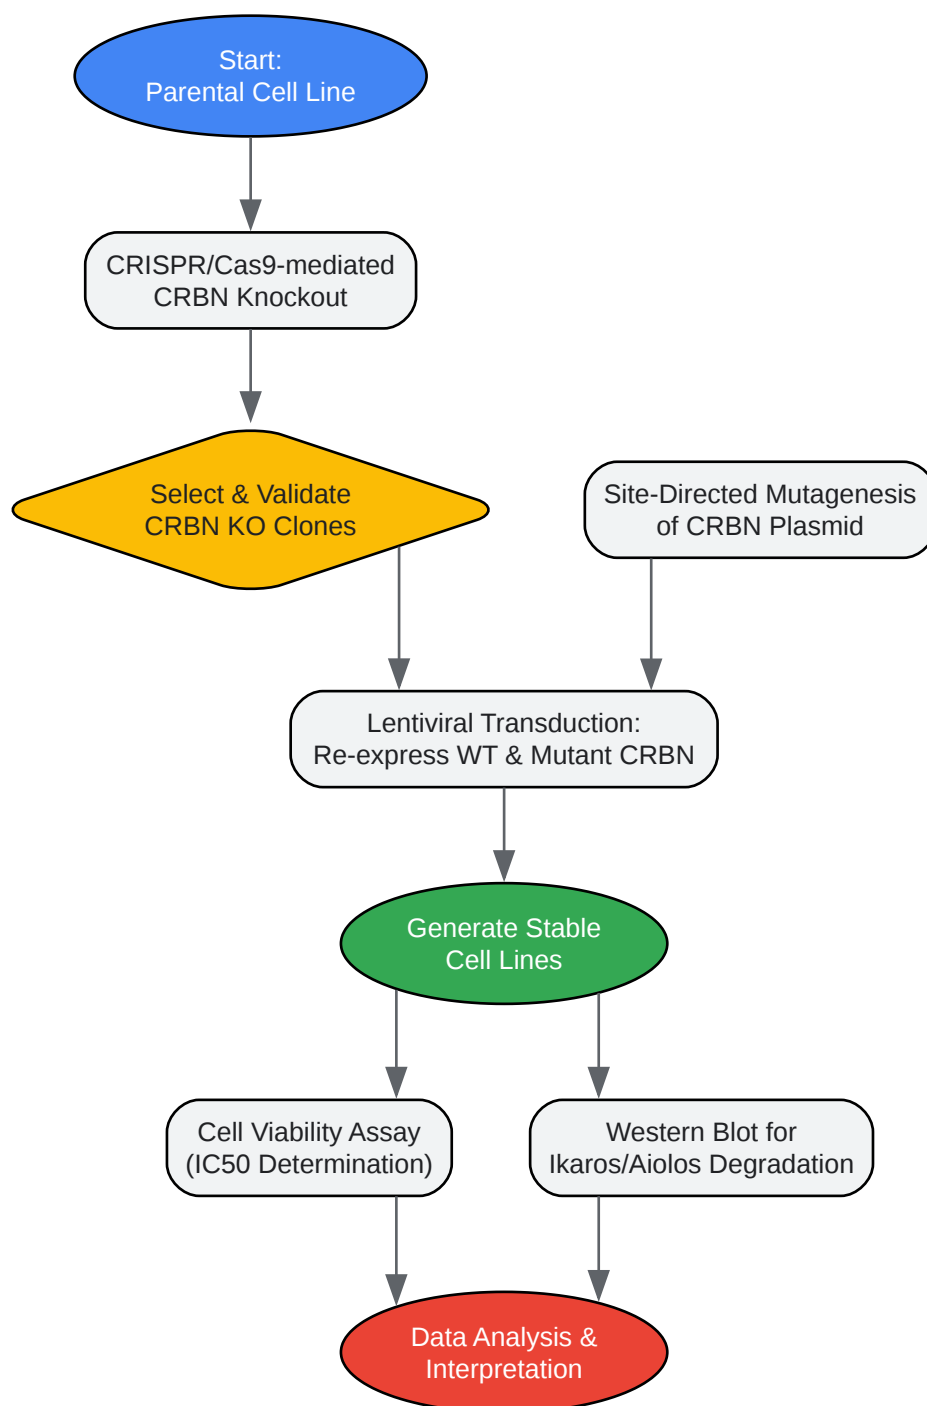 Start:
Parental Cell Line
CRISPR/Cas9-mediated
CRBN Knockout
Select & Validate
CRBN KO Clones
Site-Directed Mutagenesis
of CRBN Plasmid
Lentiviral Transduction:
Re-express WT & Mutant CRBN
Generate Stable
Cell Lines
Cell Viability Assay
(IC50 Determination)
Western Blot for
Ikaros/Aiolos Degradation
Data Analysis &
Interpretation